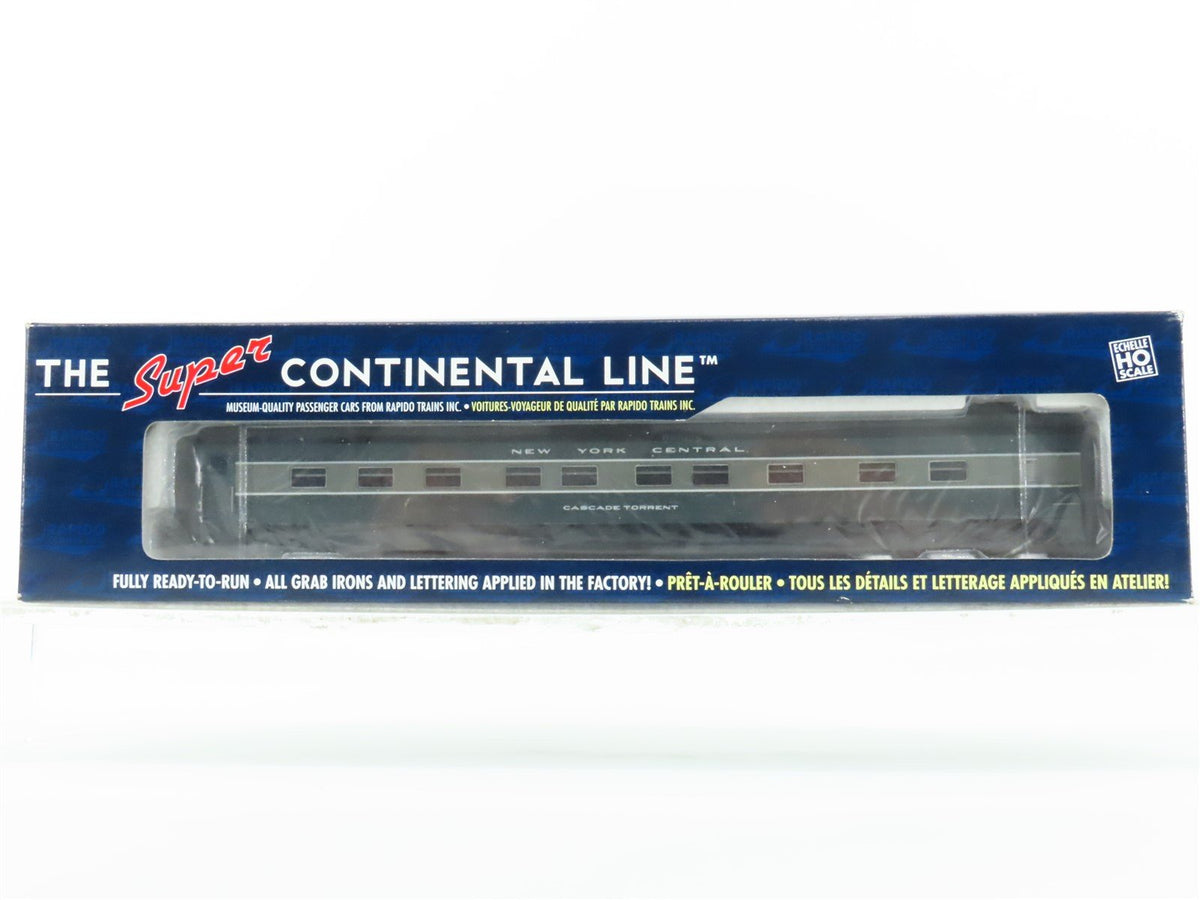 THE Super CONTINENTAL LINE™
MUSEUM-QUALITY PASSENGER CARS FROM RAPIDO TRAINS INC. • VOITURES-VOYAGEUR DE QUALITÉ PAR RAPIDO TRAINS INC.
ECHELLE
HO
SCALE
NEW YORK CENTRAL
CASCADE TORRENT
FULLY READY-TO-RUN • ALL GRAB IRONS AND LETTERING APPLIED IN THE FACTORY! • PRÊT-À-ROULER • TOUS LES DÉTAILS ET LETTERAGE APPLIQUÉS EN ATELIER!